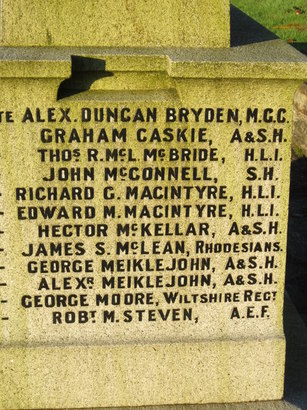 TE ALEX. DUNCAN BRYDEN, M.G.C.
GRAHAM CASKIE, A&S.H.
THOS R. McL. McBRIDE, H.L.I.
JOHN McCONNELL, S.H.
- RICHARD G. MACINTYRE, H.L.I.
- EDWARD M. MACINTYRE, H.L.I.
- HECTOR McKELLAR, A&S.H.
- JAMES S. McLEAN, RHODESIANS.
- GEORGE MEIKLEJOHN, A&S.H.
- ALEXR MEIKLEJOHN, A&S.H.
- GEORGE MOORE, WILTSHIRE REGT
- ROBT. M. STEVEN, A.E.F.